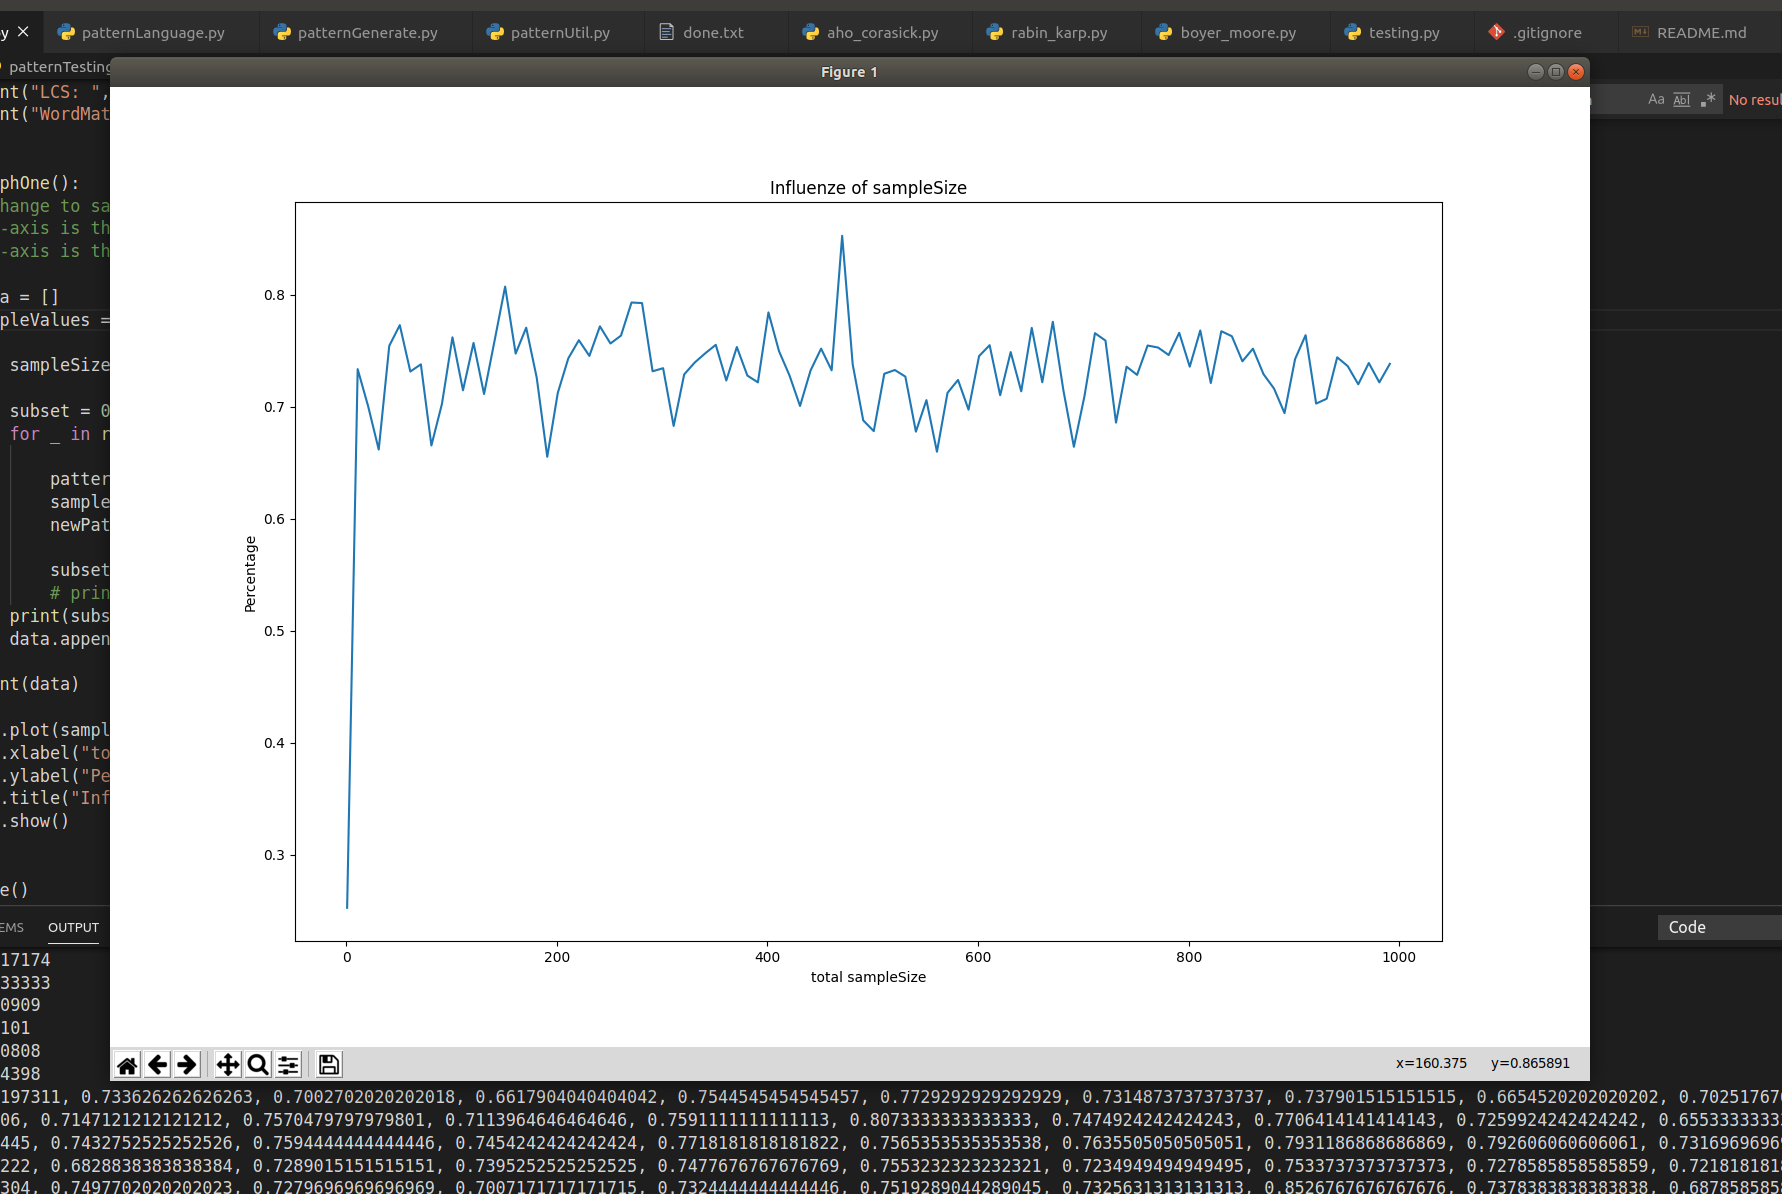 y patternLanguage.py patternGenerate.py patternUtil.py done.txt aho_corasick.py rabin_karp.py boyer_moore.py testing.py .gitignore README.md
patternTesting
Figure 1
nt("LCS: ",
nt("WordMat
Aa Abl .* No resul
phOne():
hange to sa
-axis is th
-axis is th
a = []
pleValues =
sampleSize
subset = 0
for _ in r
patter
sample
newPat
subset
# prin
print(subs
data.appen
nt(data)
.plot(sampl
.xlabel("to
.ylabel("Pe
.title("Inf
.show()
e()
Influenze of sampleSize
Percentage
0.8
0.7
0.6
0.5
0.4
0.3
0 200 400 600 800 1000
total sampleSize
x=160.375 y=0.865891
EMS OUTPUT Code
17174
33333
0909
101
0808
4398
197311, 0.733626262626263, 0.7002702020202018, 0.6617904040404042, 0.7544545454545457, 0.7729292929292929, 0.7314873737373737, 0.737901515151515, 0.6654520202020202, 0.702517676
06, 0.7147121212121212, 0.7570479797979801, 0.7113964646464646, 0.7591111111111113, 0.8073333333333333, 0.7474924242424243, 0.770641414141413, 0.7259924242424242, 0.655333333
445, 0.7432752525252526, 0.7594444444444446, 0.7454242424242424, 0.7718181818181822, 0.7565353535353538, 0.763550505050505051, 0.7931186868686869, 0.792606060606061, 0.731696969
222, 0.6828838383838384, 0.7289015151515151, 0.7395252525252525, 0.7477676767676769, 0.7553232323232321, 0.7234949494949495, 0.7533737373737373, 0.7278585858585859, 0.72181818
304, 0.7497702020202023, 0.7279696969696969, 0.7007171717171715, 0.7324444444444446, 0.7519289044289045, 0.7325631313131313, 0.8526767676767676, 0.7378383838383838, 0.687858585